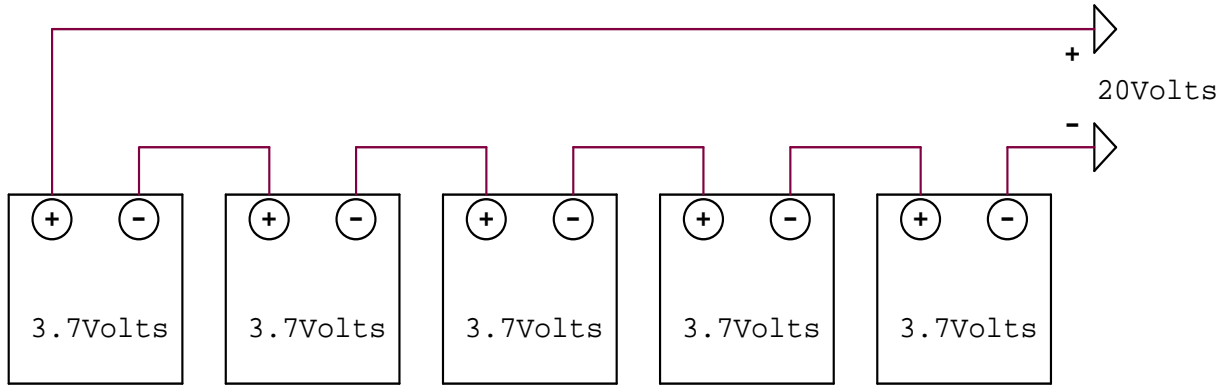 +
20Volts
-
+ - + - + - + - + -
3.7Volts 3.7Volts 3.7Volts 3.7Volts 3.7Volts